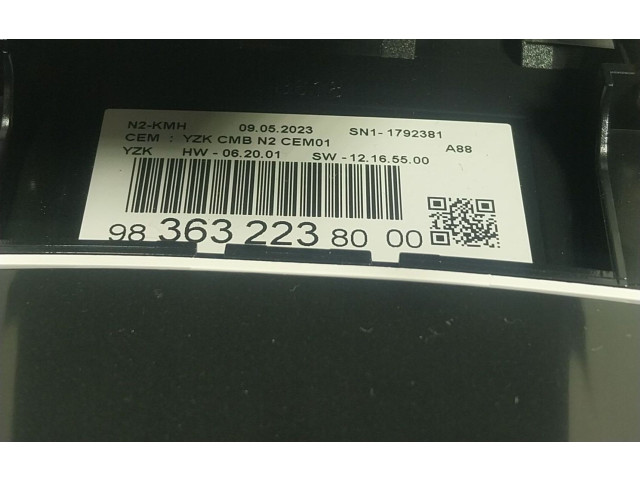 N2-KMH 09.05.2023 SN1- 1792381
CEM : YZK CMB N2 CEM01 A88
YZK HW - 06.20.01 SW - 12.16.55.00
98 363 223 80 00